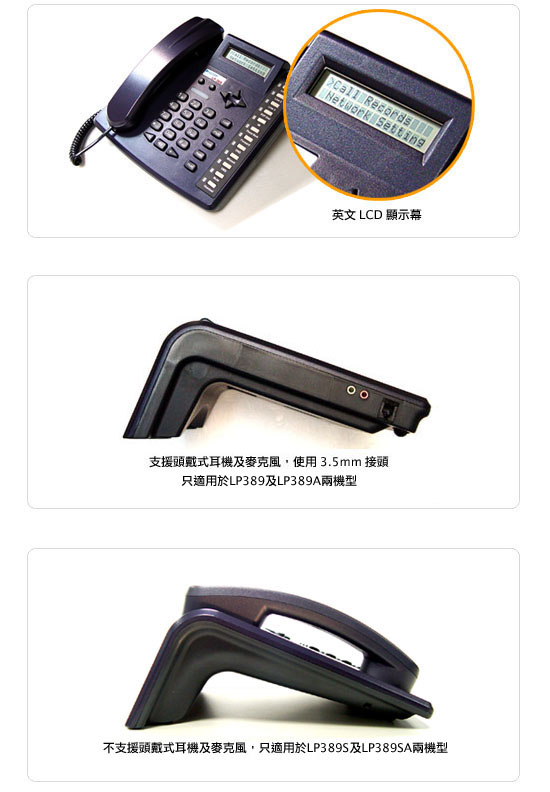 >Call Records
Network Setting
英文 LCD 顯示幕
支援頭戴式耳機及麥克風，使用 3.5mm 接頭
只適用於LP389及LP389A兩機型
不支援頭戴式耳機及麥克風，只適用於LP389S及LP389SA兩機型